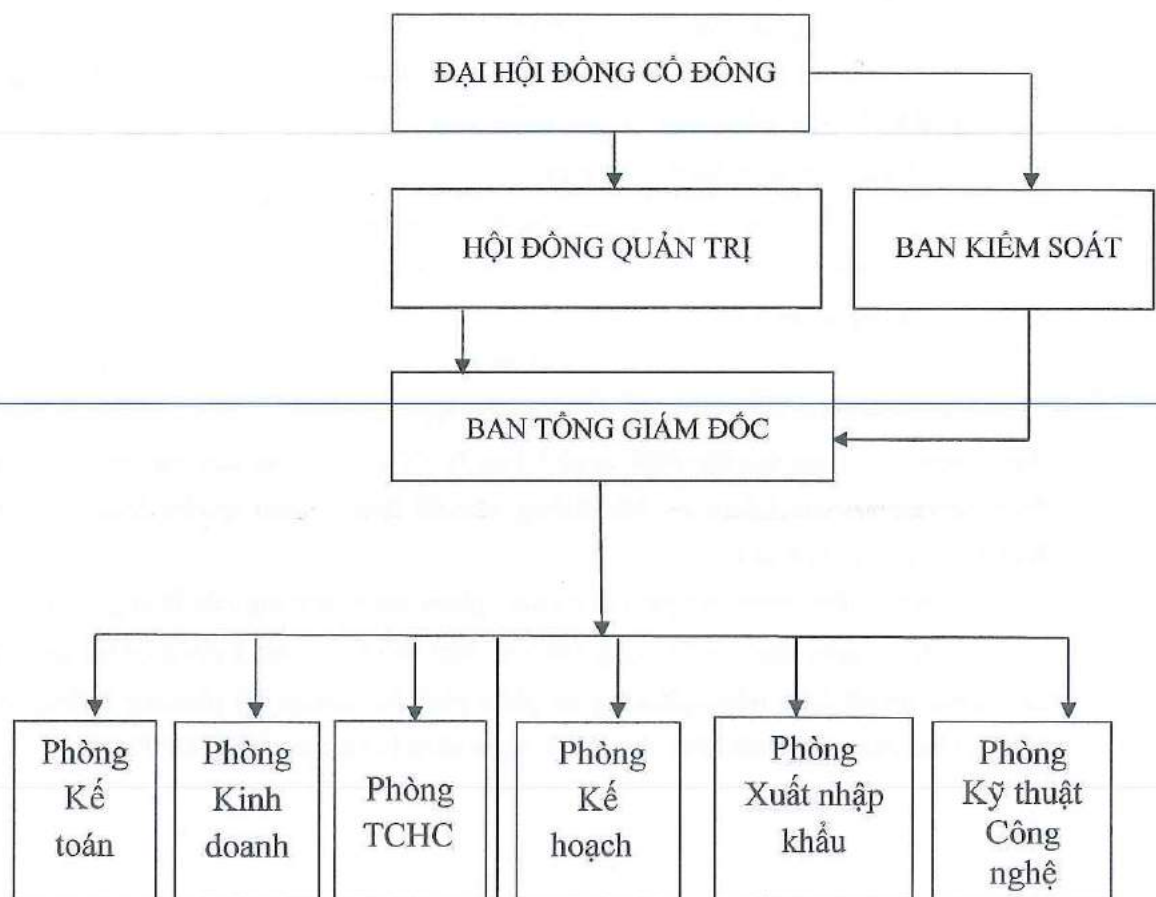 ĐẠI HỘI ĐỒNG CỔ ĐÔNG
HỘI ĐỒNG QUẢN TRỊ
BAN KIỂM SOÁT
BAN TỔNG GIÁM ĐỐC
Phòng
Kế
toán
Phòng
Kinh
doanh
Phòng
TCHC
Phòng
Kế
hoạch
Phòng
Xuất nhập
khẩu
Phòng
Kỹ thuật
Công
nghệ